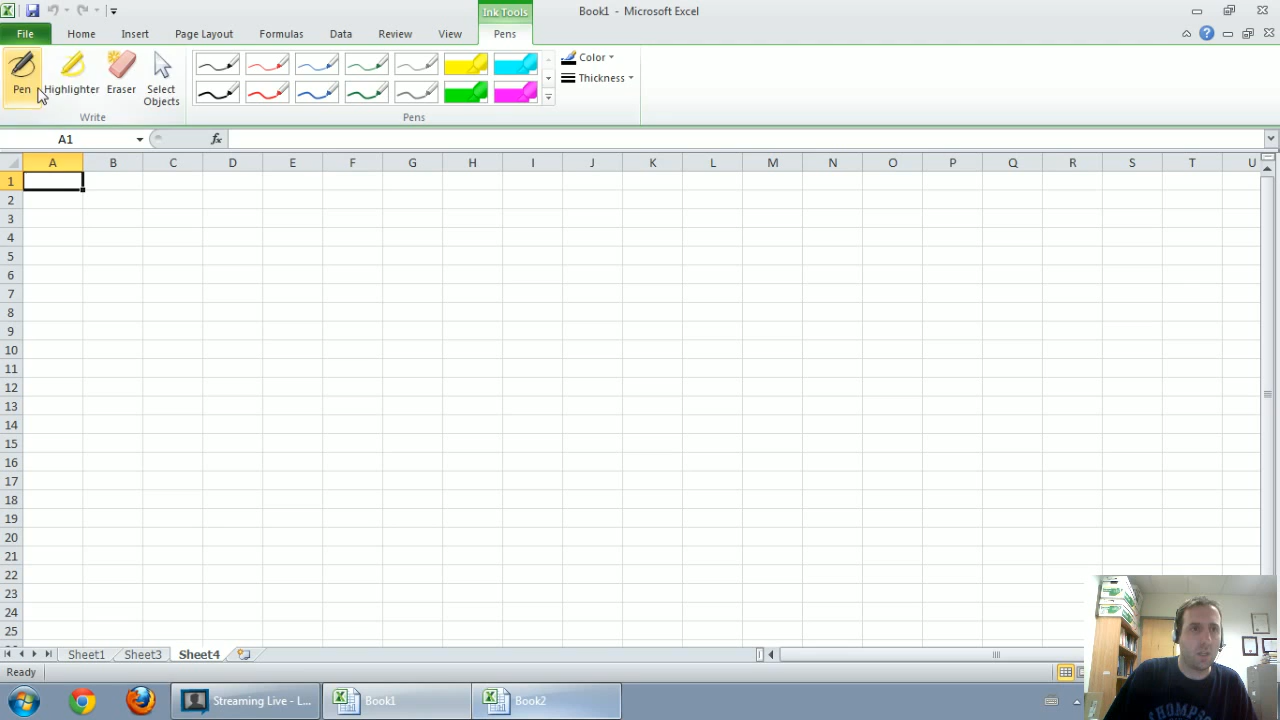 Ink Tools
Book1 - Microsoft Excel
File Home Insert Page Layout Formulas Data Review View Pens
Color
Thickness
Pen Highlighter Eraser Select Objects
Write Pens
A1 fx
A B C D E F G H I J K L M N O P Q R S T U
1
2
3
4
5
6
7
8
9
10
11
12
13
14
15
16
17
18
19
20
21
22
23
24
25
Sheet1 Sheet3 Sheet4
Ready
Streaming Live - L... Book1 Book2
THOMPSON